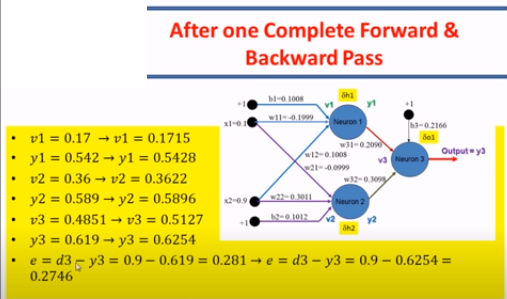 After one Complete Forward &
Backward Pass
δh1
b1=0.1008
+1
v1
y1
+1
w11=-0.1999
x1=0.1
Neuron 1
b3=0.2166
δo1
w31=0.2090
Output = y3
w12=0.1008
v3
Neuron 3
w21=-0.0999
w32=0.3098
x2=0.9
w22=0.3011
Neuron 2
b2=0.1012
+1
v2
y2
δh2
• v1 = 0.17 → v1 = 0.1715
• y1 = 0.542 → y1 = 0.5428
• v2 = 0.36 → v2 = 0.3622
• y2 = 0.589 → y2 = 0.5896
• v3 = 0.4851 → v3 = 0.5127
• y3 = 0.619 → y3 = 0.6254
• e = d3 − y3 = 0.9 − 0.619 = 0.281 → e = d3 − y3 = 0.9 − 0.6254 =
0.2746